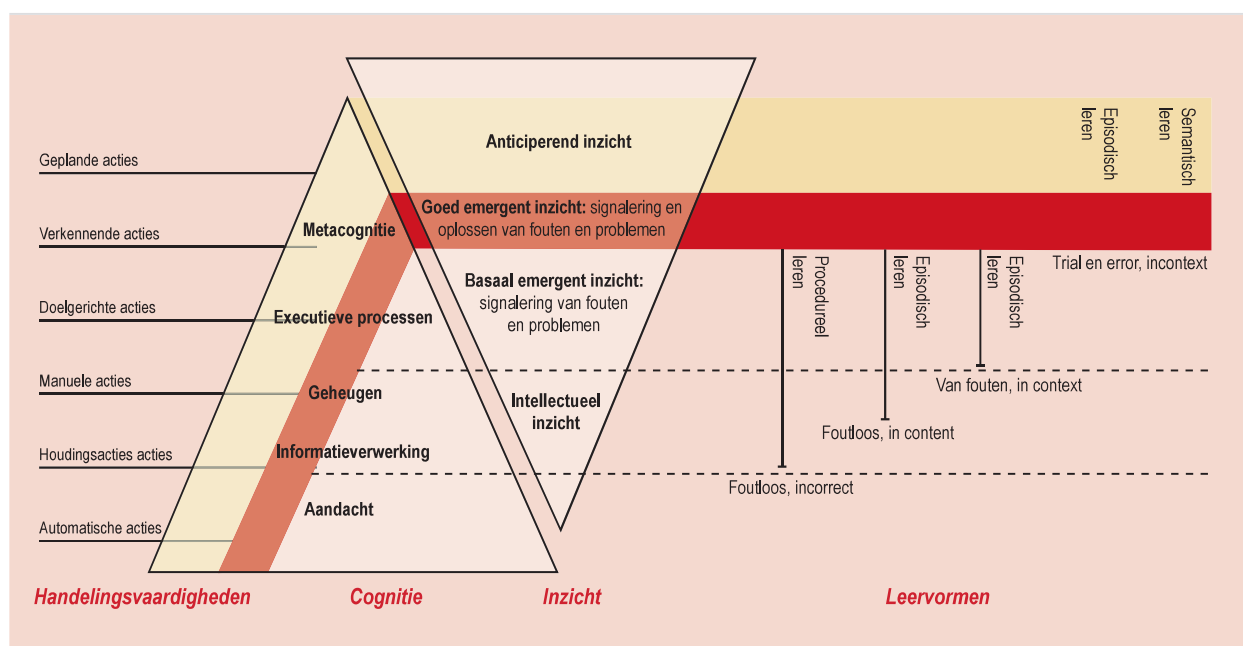 Geplande acties
Verkennende acties
Doelgerichte acties
Manuele acties
Houdingsacties acties
Automatische acties
Metacognitie
Executieve processen
Geheugen
Informatieverwerking
Aandacht
Anticiperend inzicht
Goed emergent inzicht: signalering en
oplossen van fouten en problemen
Basaal emergent inzicht:
signalering van fouten
en problemen
Intellectueel
inzicht
Procedureel
leren
Episodisch
leren
Episodisch
leren
Episodisch
leren
Semantisch
leren
Trial en error, incontext
Van fouten, in context
Foutloos, in content
Foutloos, incorrect
Handelingsvaardigheden
Cognitie
Inzicht
Leervormen